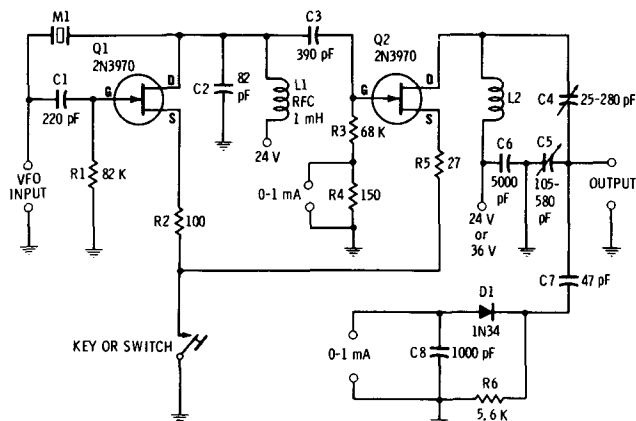 M1
Q1
2N3970
C1
220 pF
G
D
S
R1
82 K
VFO
INPUT
R2
100
C2
82
pF
L1
RFC
1 mH
24 V
C3
390 pF
Q2
2N3970
G
D
S
R3
68 K
0-1 mA
R4
150
R5
27
L2
C4
25-280 pF
C6
5000
pF
C5
105-
580
pF
24 V
or
36 V
OUTPUT
C7
47 pF
KEY OR SWITCH
0-1 mA
C8
1000 pF
D1
1N34
R6
5.6 K